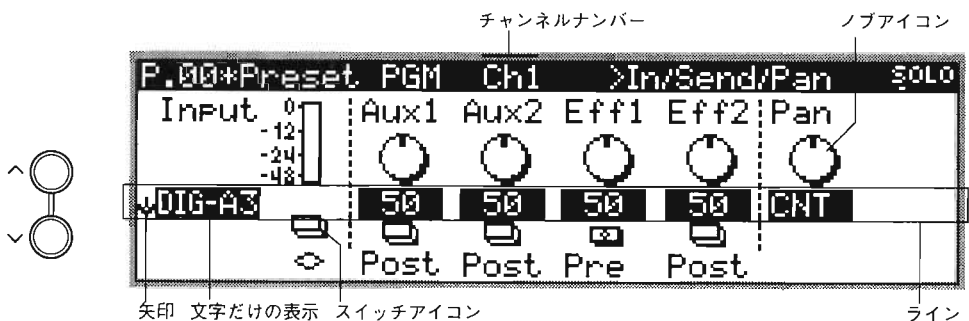 チャンネルナンバー ノブアイコン
P.00*Preset PGM Ch1 >In/Send/Pan SOLO
Input 0 Aux1 Aux2 Eff1 Eff2 Pan
-12
-24
-48
DIG-A3 50 50 50 50 CNT
Post Post Pre Post
矢印 文字だけの表示 スイッチアイコン ライン